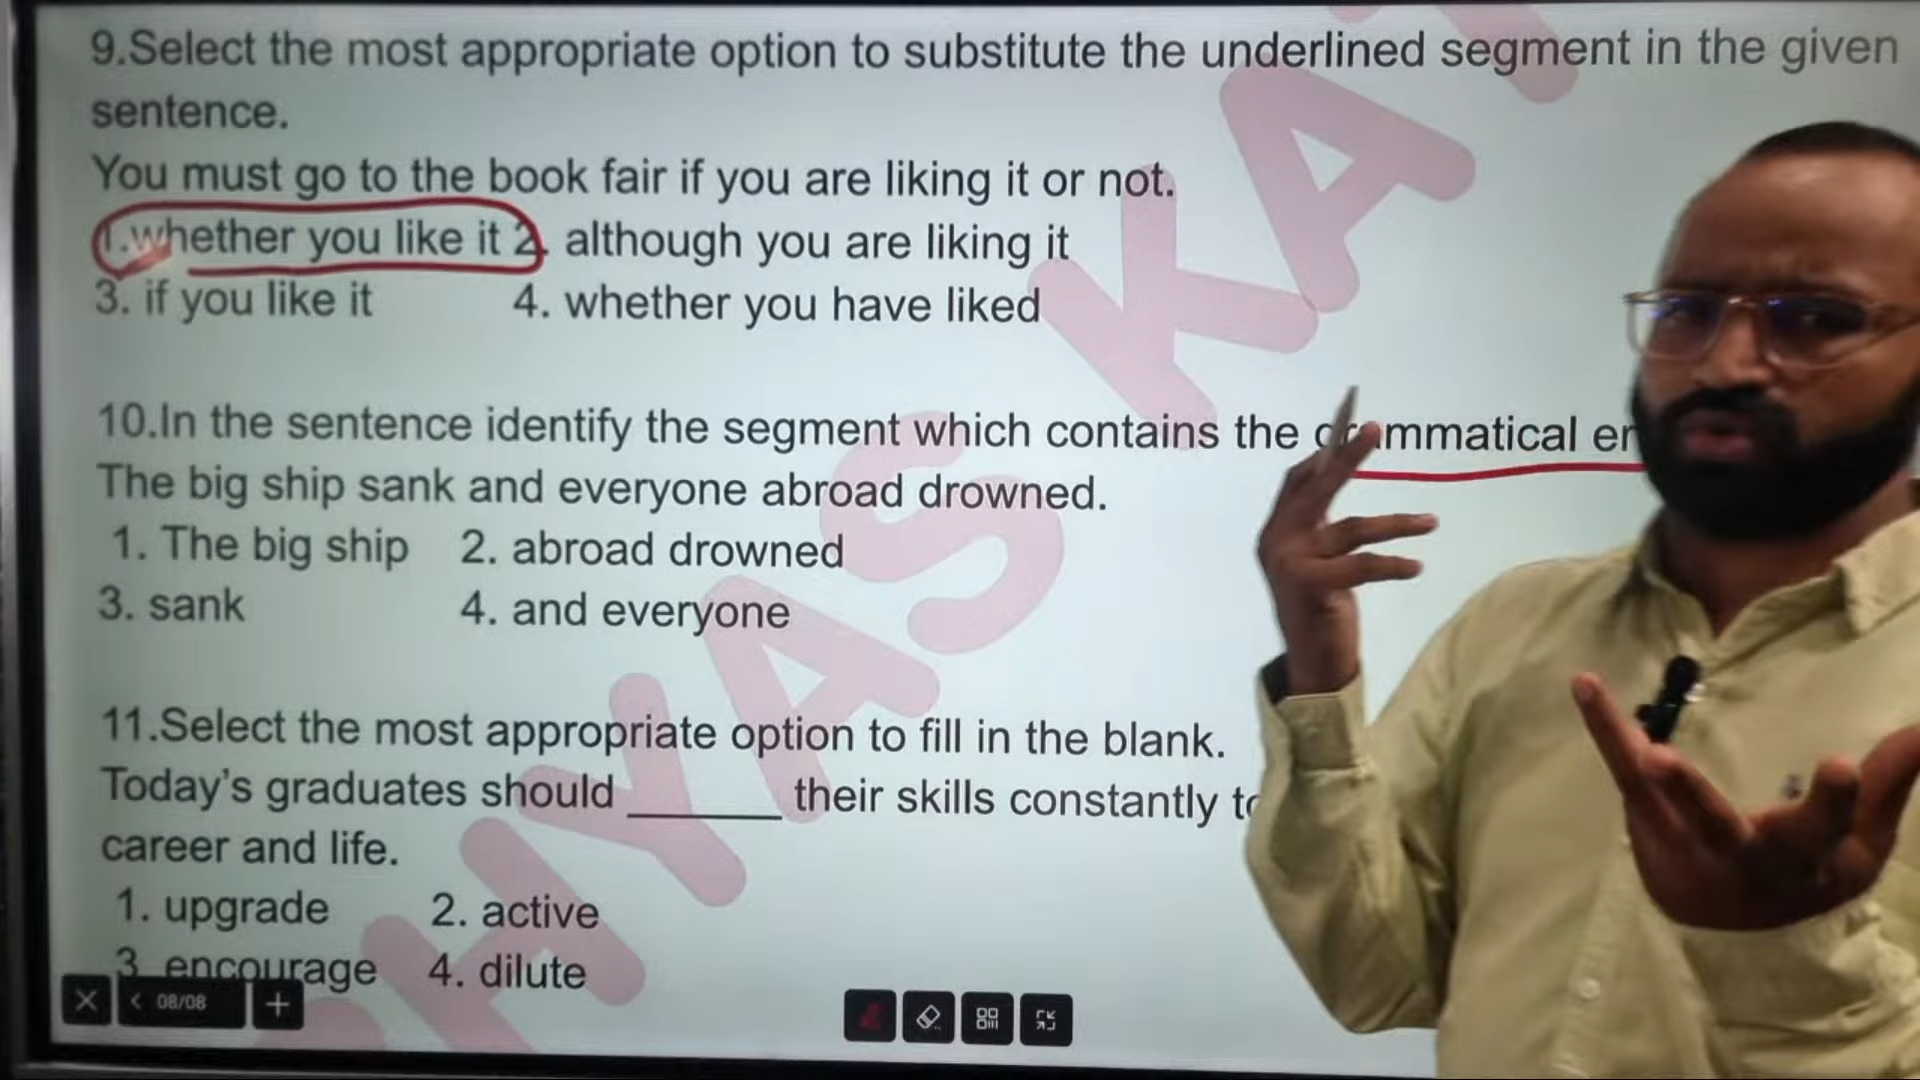 9.Select the most appropriate option to substitute the underlined segment in the given
sentence.
You must go to the book fair if you are liking it or not.
1.whether you like it 2. although you are liking it
3. if you like it 4. whether you have liked
10.In the sentence identify the segment which contains the grammatical er
The big ship sank and everyone abroad drowned.
1. The big ship 2. abroad drowned
3. sank 4. and everyone
11.Select the most appropriate option to fill in the blank.
Today's graduates should ______ their skills constantly to
career and life.
1. upgrade 2. active
3. encourage 4. dilute
08/08